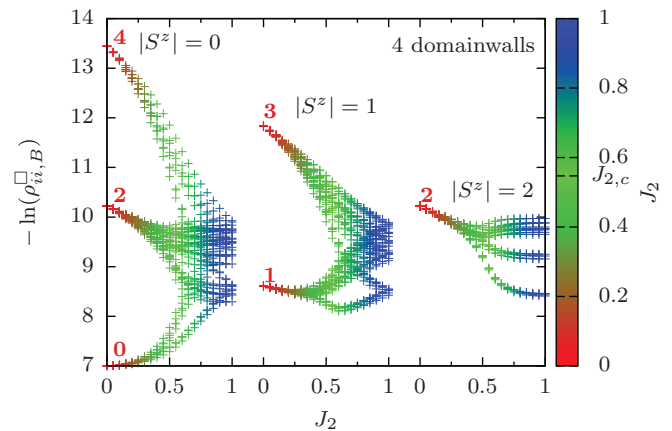 |S^z| = 0
4 domainwalls
|S^z| = 1
|S^z| = 2
4
2
0
3
1
2
− ln(ρ^□_{ii,B})
14
13
12
11
10
9
8
7
0 0.5 1
0 0.5 1
0 0.5 1
J_2
1
0.8
0.6
J_{2,c}
0.4
0.2
0
J_2